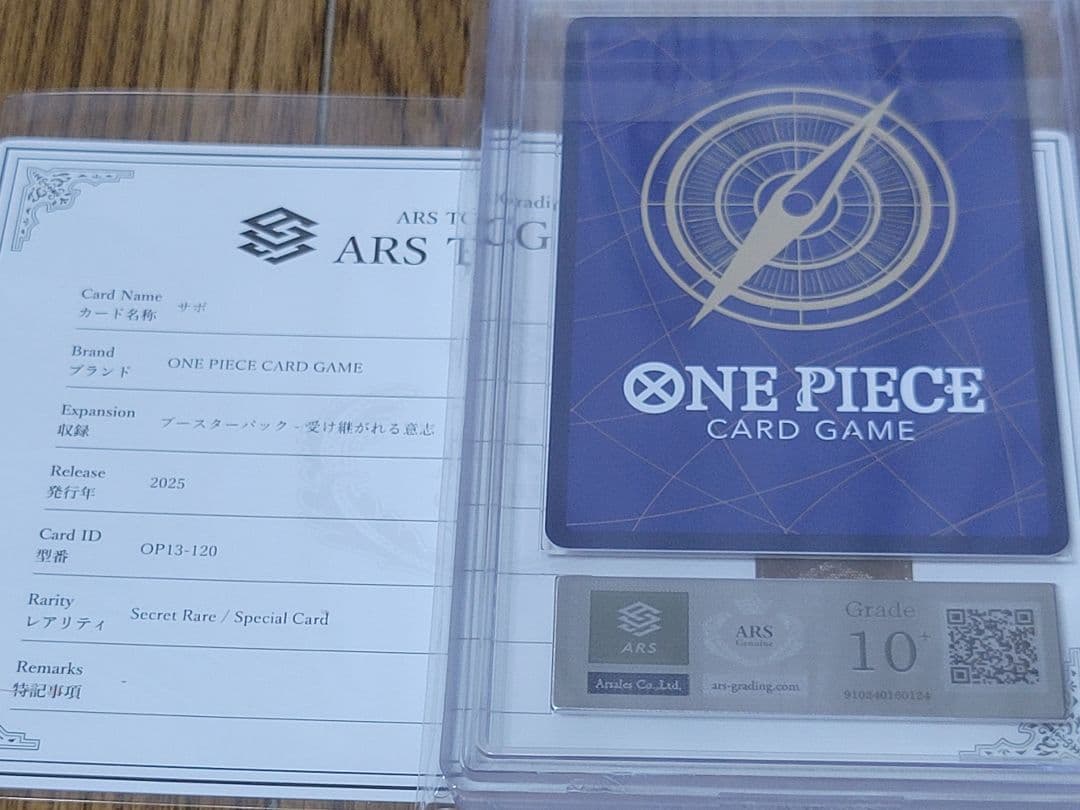 ARS
ARS
Card Name
カード名称
サボ
Brand
ブランド
ONE PIECE CARD GAME
Expansion
収録
ブースターパック - 受け継がれる意志
Release
発行年
2025
Card ID
型番
OP13-120
Rarity
レアリティ
Secret Rare / Special Card
Remarks
特記事項
-
ONE PIECE
CARD GAME
ARS
Arsales Co.,Ltd.
ARS
Genuine
ars-grading.com
Grade
10+
910840160124